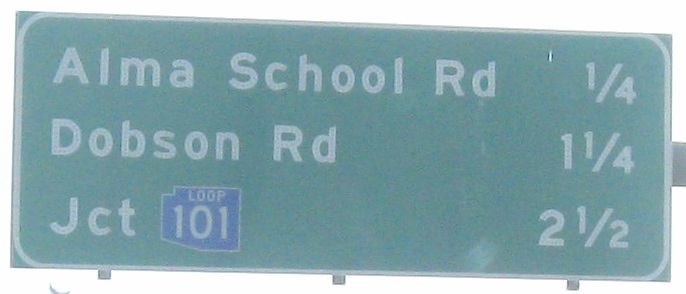 Alma School Rd 1/4
Dobson Rd 1 1/4
Jct LOOP 101 2 1/2